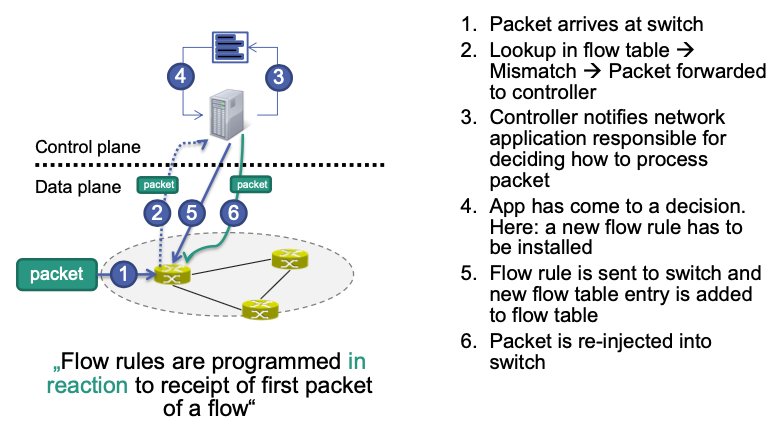 4
3
Control plane
Data plane
packet
packet
2
5
6
packet
1
„Flow rules are programmed in
reaction to receipt of first packet
of a flow“
1. Packet arrives at switch
2. Lookup in flow table →
Mismatch → Packet forwarded
to controller
3. Controller notifies network
application responsible for
deciding how to process
packet
4. App has come to a decision.
Here: a new flow rule has to
be installed
5. Flow rule is sent to switch and
new flow table entry is added
to flow table
6. Packet is re-injected into
switch